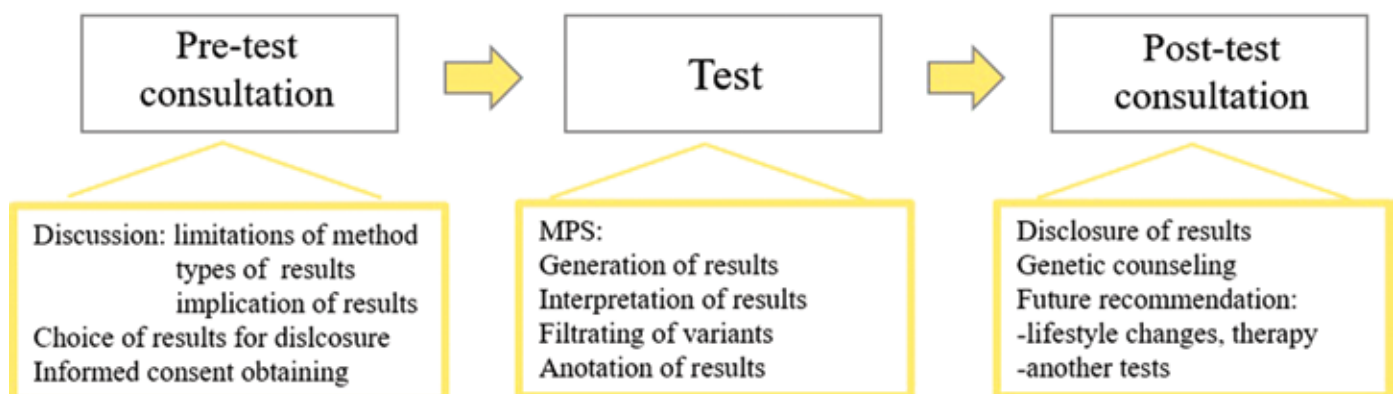 Pre-test
consultation
Test
Post-test
consultation
Discussion: limitations of method
types of results
implication of results
Choice of results for dislcosure
Informed consent obtaining
MPS:
Generation of results
Interpretation of results
Filtrating of variants
Anotation of results
Disclosure of results
Genetic counseling
Future recommendation:
-lifestyle changes, therapy
-another tests